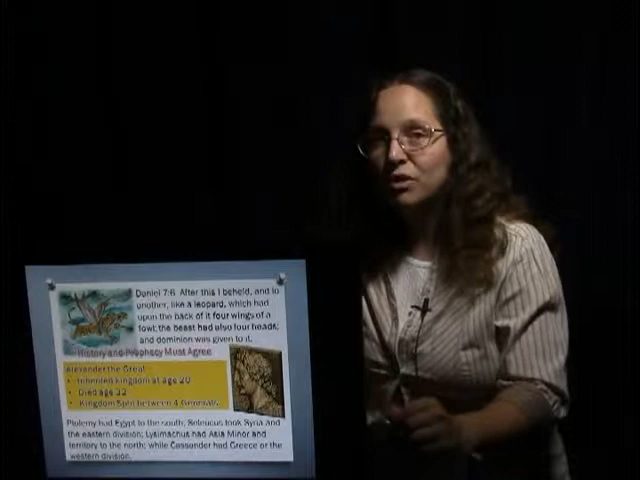 Daniel 7:6 After this I beheld, and lo
another, like a leopard, which had
upon the back of it four wings of a
fowl; the beast had also four heads;
and dominion was given to it.
History and Prophecy Must Agree
Alexander the Great
• Inherited kingdom at age 20
• Died age 32
• Kingdom Split between 4 Generals
Ptolemy had Egypt to the south; Seleucus took Syria and
the eastern division; Lysimachus had Asia Minor and
territory to the north; while Cassander had Greece or the
western division.